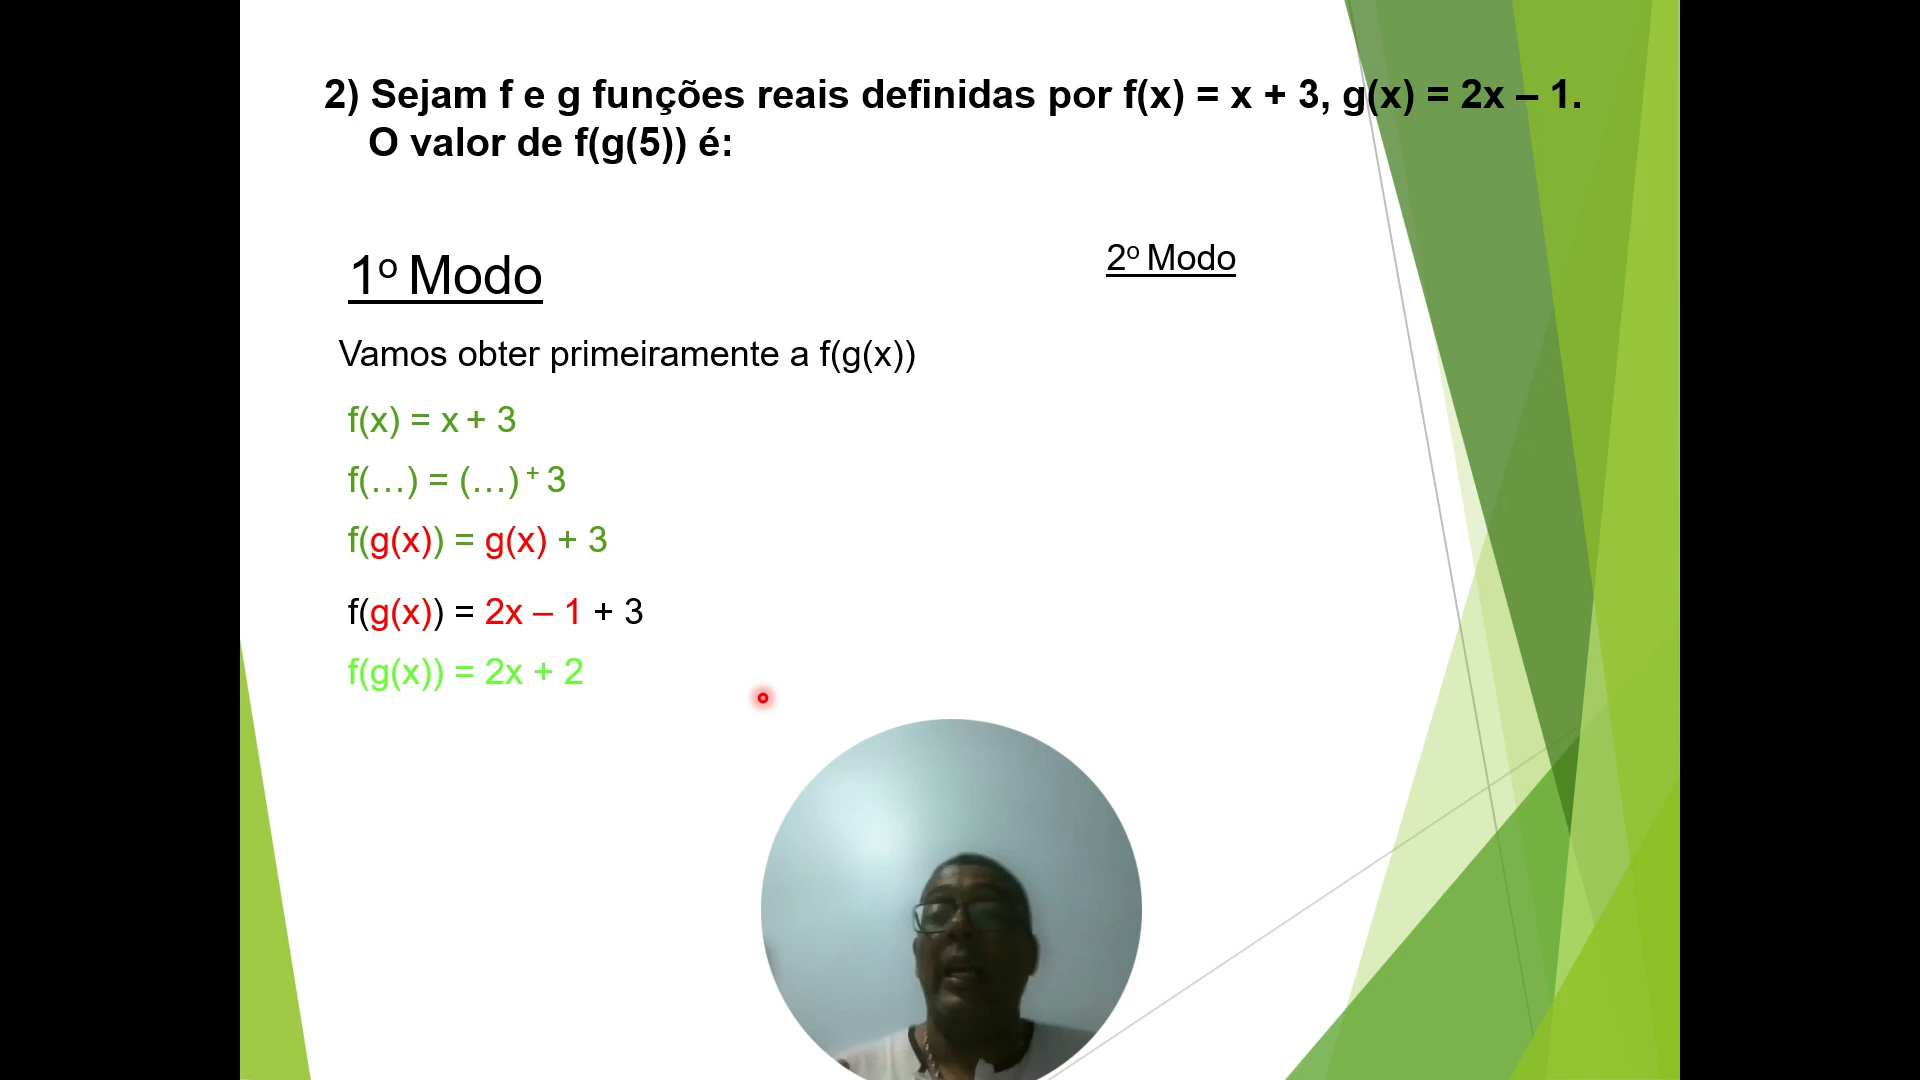 2) Sejam f e g funções reais definidas por f(x) = x + 3, g(x) = 2x – 1.
O valor de f(g(5)) é:
1º Modo
Vamos obter primeiramente a f(g(x))
f(x) = x + 3
f(…) = (…) + 3
f(g(x)) = g(x) + 3
f(g(x)) = 2x – 1 + 3
f(g(x)) = 2x + 2
2º Modo